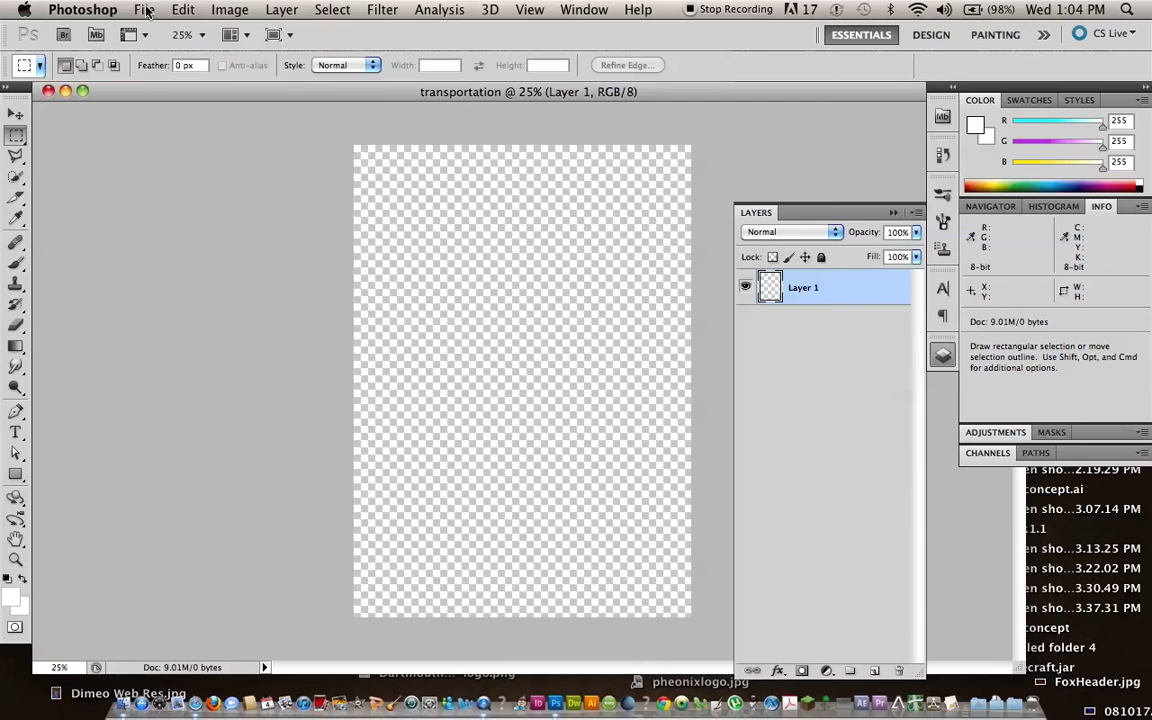 Photoshop File Edit Image Layer Select Filter Analysis 3D View Window Help Stop Recording 17 (98%) Wed 1:04 PM
Ps Br Mb 25% ESSENTIALS DESIGN PAINTING CS Live
Feather: 0 px Anti-alias Style: Normal Width: Height: Refine Edge...
transportation @ 25% (Layer 1, RGB/8)
COLOR SWATCHES STYLES
Mb
R 255
G 255
B 255
NAVIGATOR HISTOGRAM INFO
LAYERS
R: C:
G: M:
B: Y:
K:
8-bit 8-bit
Normal Opacity: 100%
Lock: Fill: 100%
Layer 1
X: W:
Y: H:
Doc: 9.01M/0 bytes
Draw rectangular selection or move
selection outline. Use Shift, Opt, and Cmd
for additional options.
ADJUSTMENTS MASKS
CHANNELS PATHS
en sho...2.19.29 PM
concept.ai
en sho...3.07.14 PM
1.1
en sho...3.13.25 PM
en sho...3.22.02 PM
en sho...3.30.49 PM
en sho...3.37.31 PM
concept
led folder 4
craft.jar
FoxHeader.jpg
081017
25% Doc: 9.01M/0 bytes
Dimeo Web Res.jpg
pheonixlogo.jpg